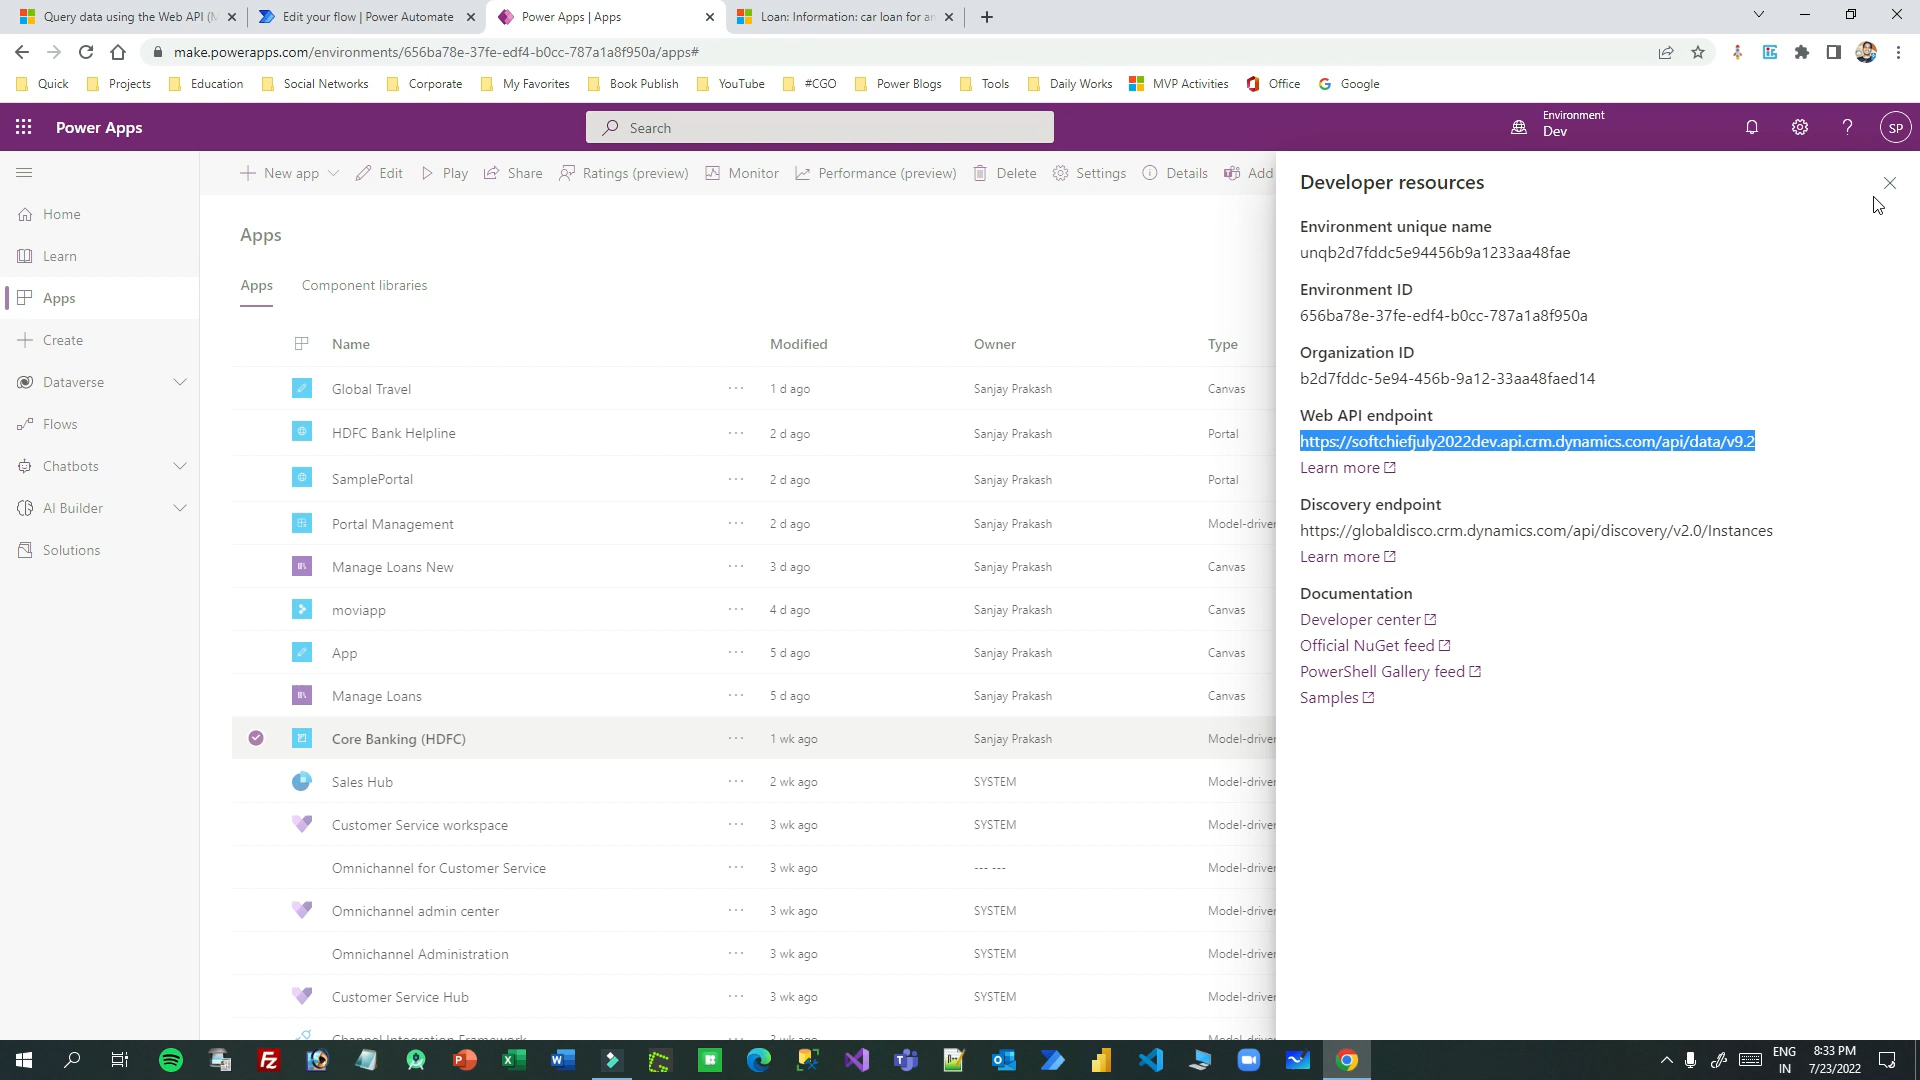 Query data using the Web API (M
Edit your flow | Power Automate
Power Apps | Apps
Loan: Information: car loan for an
make.powerapps.com/environments/656ba78e-37fe-edf4-b0cc-787a1a8f950a/apps#
Quick
Projects
Education
Social Networks
Corporate
My Favorites
Book Publish
YouTube
#CGO
Power Blogs
Tools
Daily Works
MVP Activities
Office
Google
Power Apps
Search
Environment
Dev
SP
New app
Edit
Play
Share
Ratings (preview)
Monitor
Performance (preview)
Delete
Settings
Details
Add
Home
Learn
Apps
Create
Dataverse
Flows
Chatbots
AI Builder
Solutions
Apps
Apps
Component libraries
Name
Modified
Owner
Type
Global Travel
1 d ago
Sanjay Prakash
Canvas
HDFC Bank Helpline
2 d ago
Sanjay Prakash
Portal
SamplePortal
2 d ago
Sanjay Prakash
Portal
Portal Management
2 d ago
Sanjay Prakash
Model-driven
Manage Loans New
3 d ago
Sanjay Prakash
Canvas
moviapp
4 d ago
Sanjay Prakash
Canvas
App
5 d ago
Sanjay Prakash
Canvas
Manage Loans
5 d ago
Sanjay Prakash
Canvas
Core Banking (HDFC)
1 wk ago
Sanjay Prakash
Model-driven
Sales Hub
2 wk ago
SYSTEM
Model-driven
Customer Service workspace
3 wk ago
SYSTEM
Model-driven
Omnichannel for Customer Service
3 wk ago
--- ---
Model-driven
Omnichannel admin center
3 wk ago
SYSTEM
Model-driven
Omnichannel Administration
3 wk ago
SYSTEM
Model-driven
Customer Service Hub
3 wk ago
SYSTEM
Model-driven
Channel Integration Framework
Developer resources
Environment unique name
unqb2d7fddc5e94456b9a1233aa48fae
Environment ID
656ba78e-37fe-edf4-b0cc-787a1a8f950a
Organization ID
b2d7fddc-5e94-456b-9a12-33aa48faed14
Web API endpoint
https://softchiefjuly2022dev.api.crm.dynamics.com/api/data/v9.2
Learn more
Discovery endpoint
https://globaldisco.crm.dynamics.com/api/discovery/v2.0/Instances
Learn more
Documentation
Developer center
Official NuGet feed
PowerShell Gallery feed
Samples
ENG
IN
8:33 PM
7/23/2022